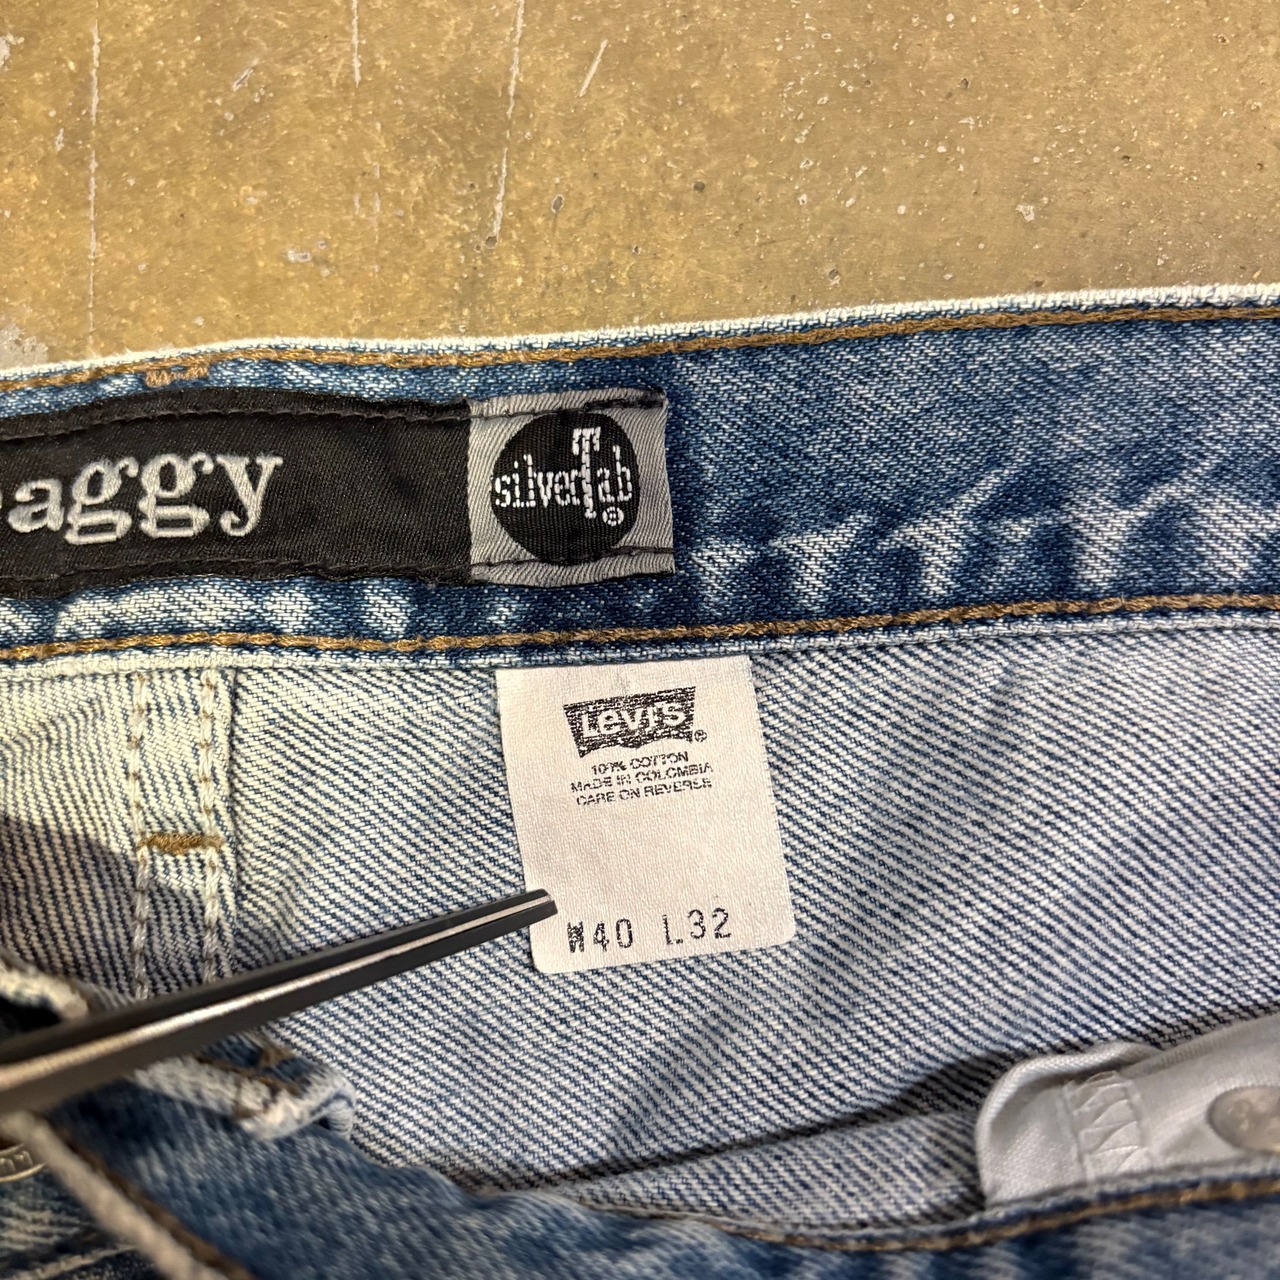 aggy
silverTab®
Levi's®
100% COTTON
MADE IN COLOMBIA
CARE ON REVERSE
W40 L32